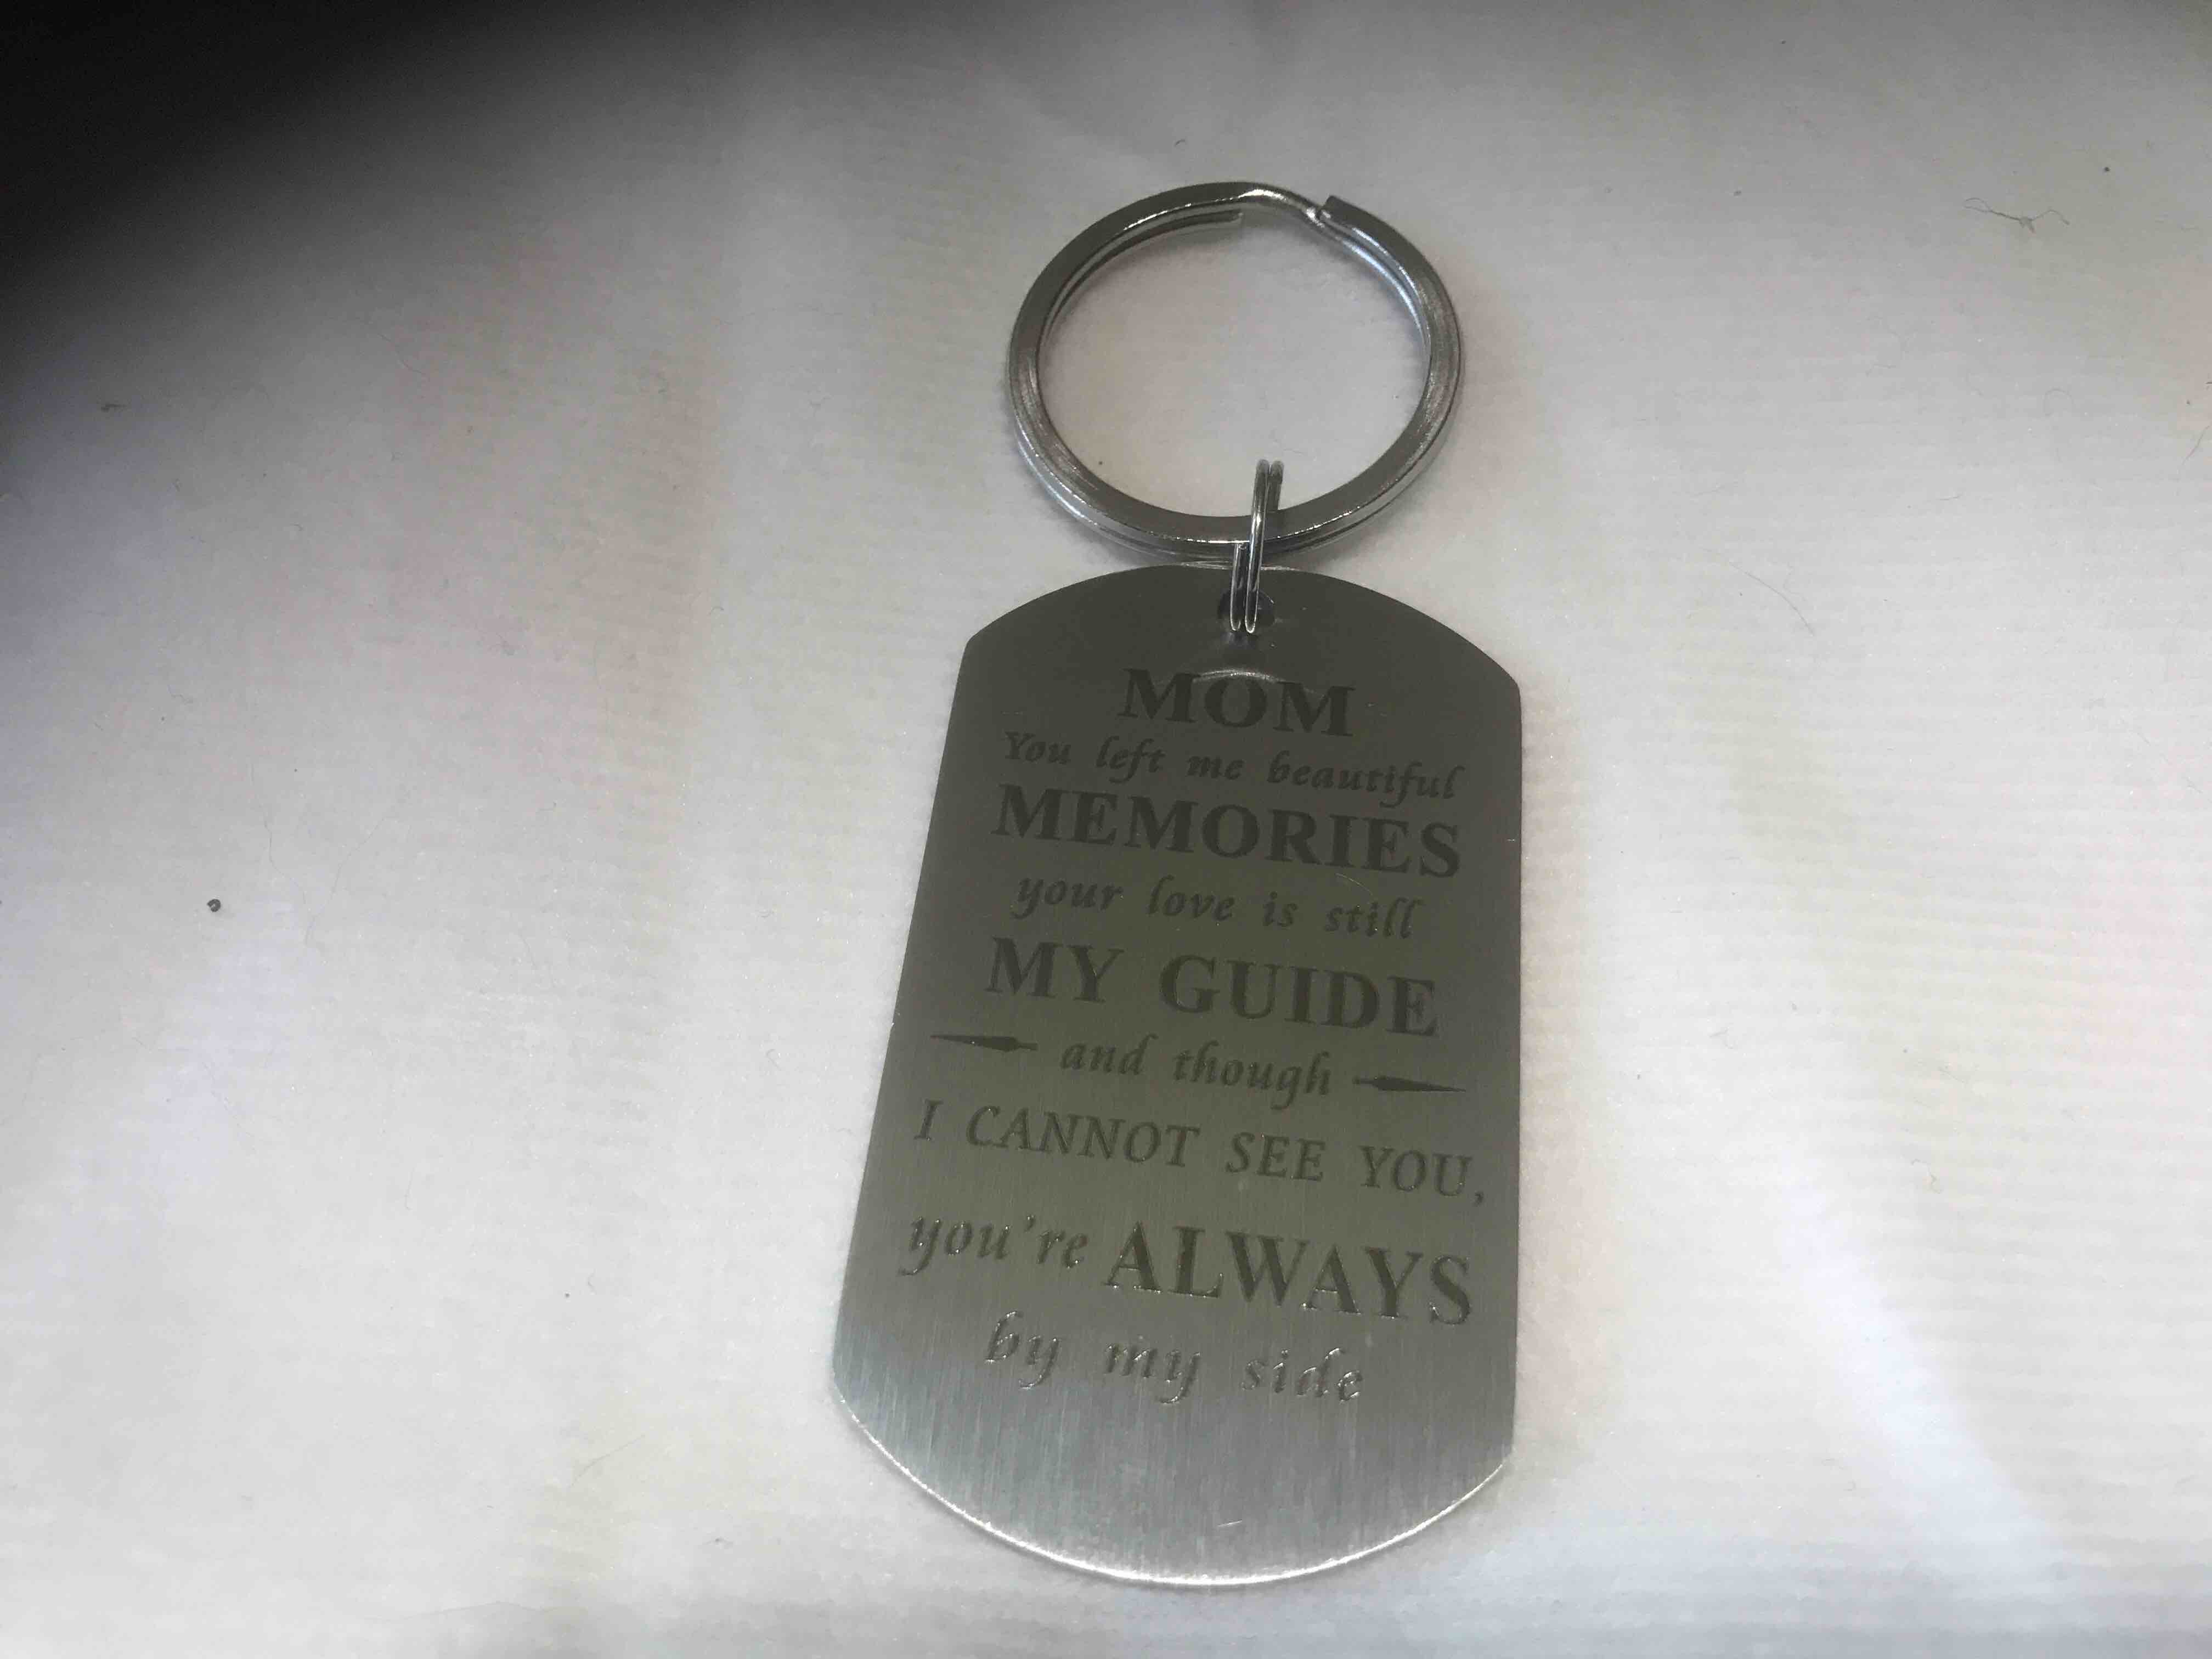 MOM
You left me beautiful
MEMORIES
your love is still
MY GUIDE
and though
I CANNOT SEE YOU,
you're ALWAYS
by my side